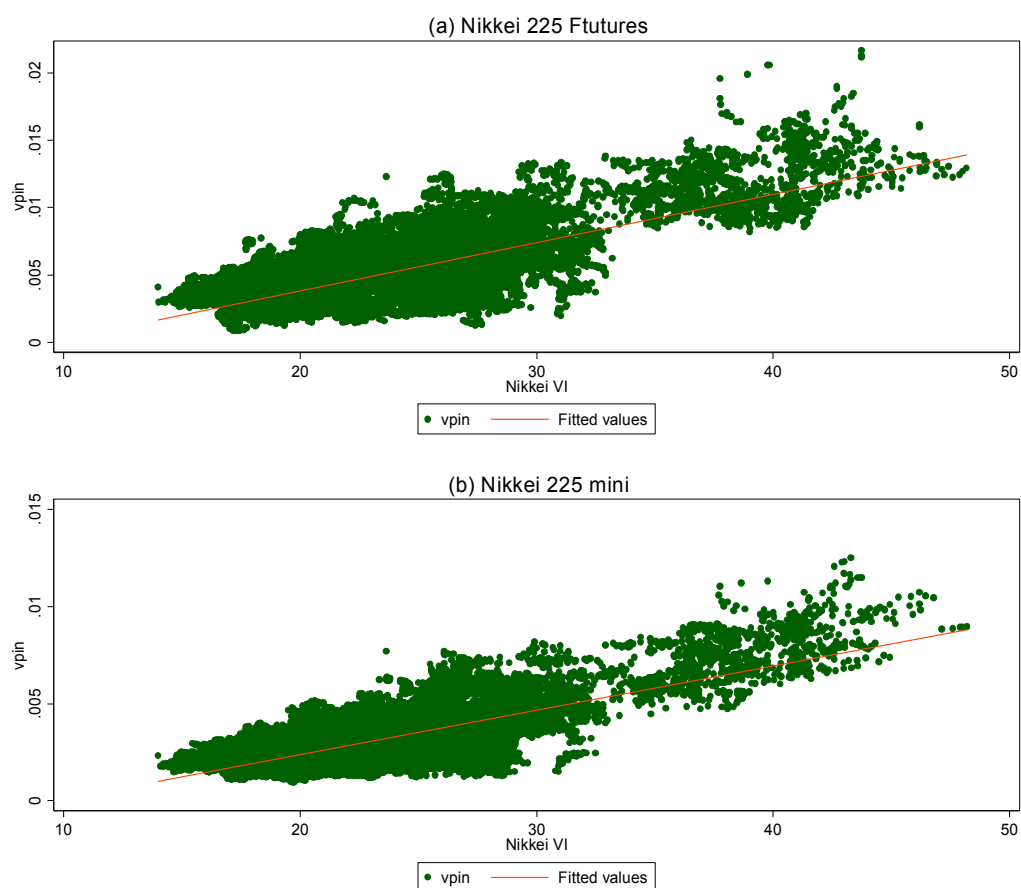 (a) Nikkei 225 Ftutures
vpin
.02
.015
.01
.005
0
10 20 30 40 50
Nikkei VI
vpin Fitted values
(b) Nikkei 225 mini
vpin
.015
.01
.005
0
10 20 30 40 50
Nikkei VI
vpin Fitted values